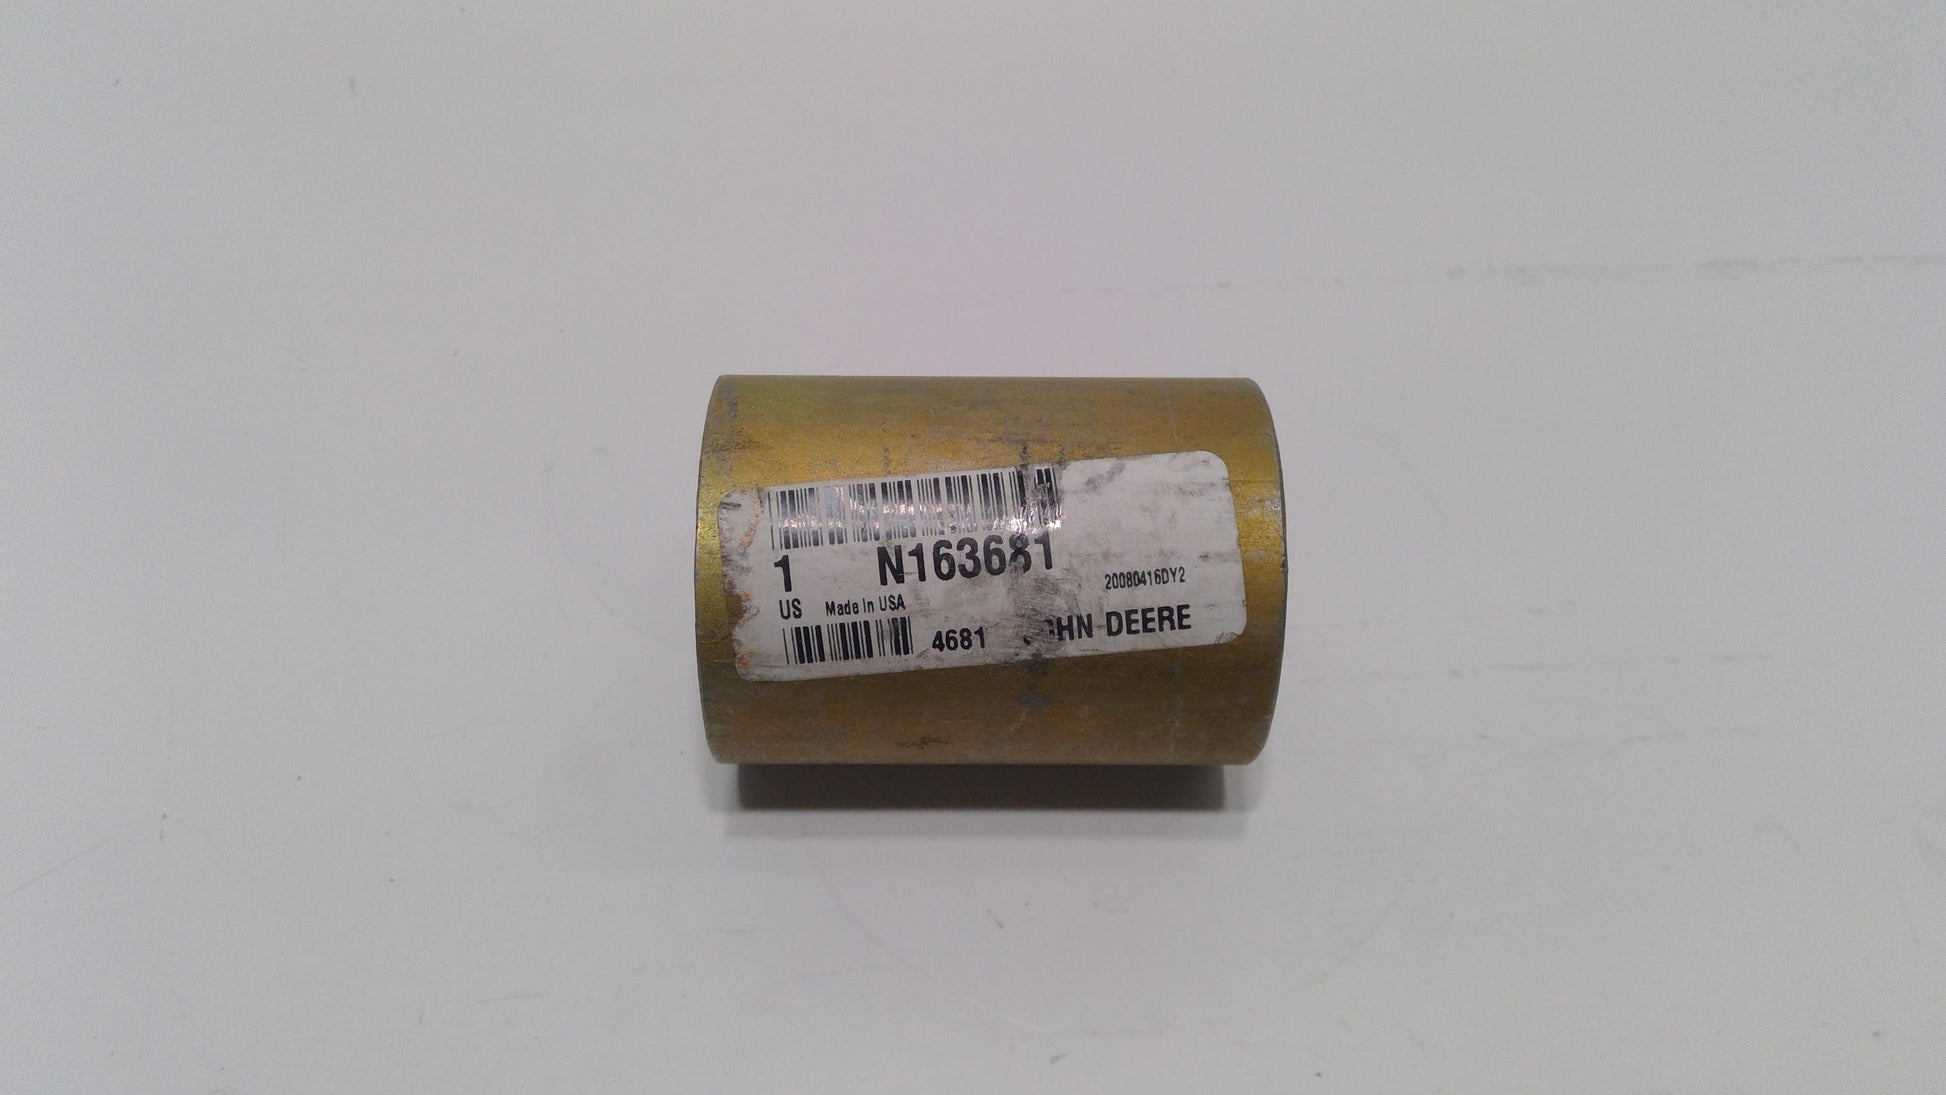 1 N163681
20080416DY2
US Made In USA
4681 JOHN DEERE